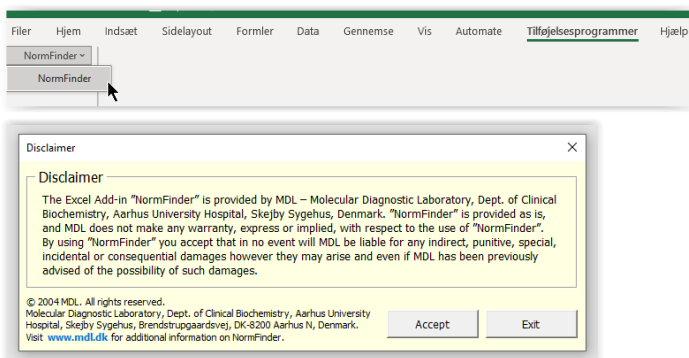 Filer Hjem Indsæt Sidelayout Formler Data Gennemse Vis Automate Tilføjelsesprogrammer Hjælp
NormFinder
NormFinder
Disclaimer
Disclaimer
The Excel Add-in ”NormFinder” is provided by MDL – Molecular Diagnostic Laboratory, Dept. of Clinical
Biochemistry, Aarhus University Hospital, Skejby Sygehus, Denmark. ”NormFinder” is provided as is,
and MDL does not make any warranty, express or implied, with respect to the use of ”NormFinder”.
By using ”NormFinder” you accept that in no event will MDL be liable for any indirect, punitive, special,
incidental or consequential damages however they may arise and even if MDL has been previously
advised of the possibility of such damages.
© 2004 MDL. All rights reserved.
Molecular Diagnostic Laboratory, Dept. of Clinical Biochemistry, Aarhus University
Hospital, Skejby Sygehus, Brendstrupgaardsvej, DK-8200 Aarhus N, Denmark.
Visit www.mdl.dk for additional information on NormFinder.
Accept Exit